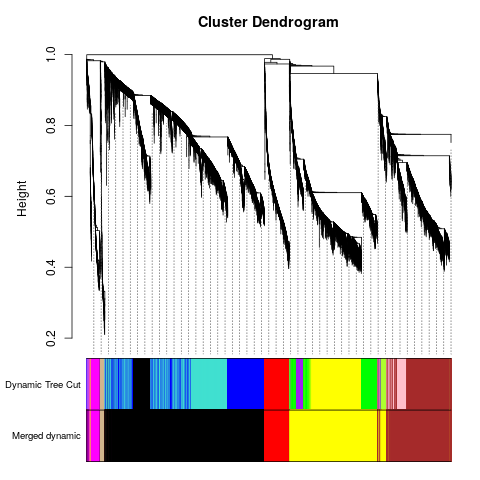 Cluster Dendrogram
Height
1.0
0.8
0.6
0.4
0.2
Dynamic Tree Cut
Merged dynamic